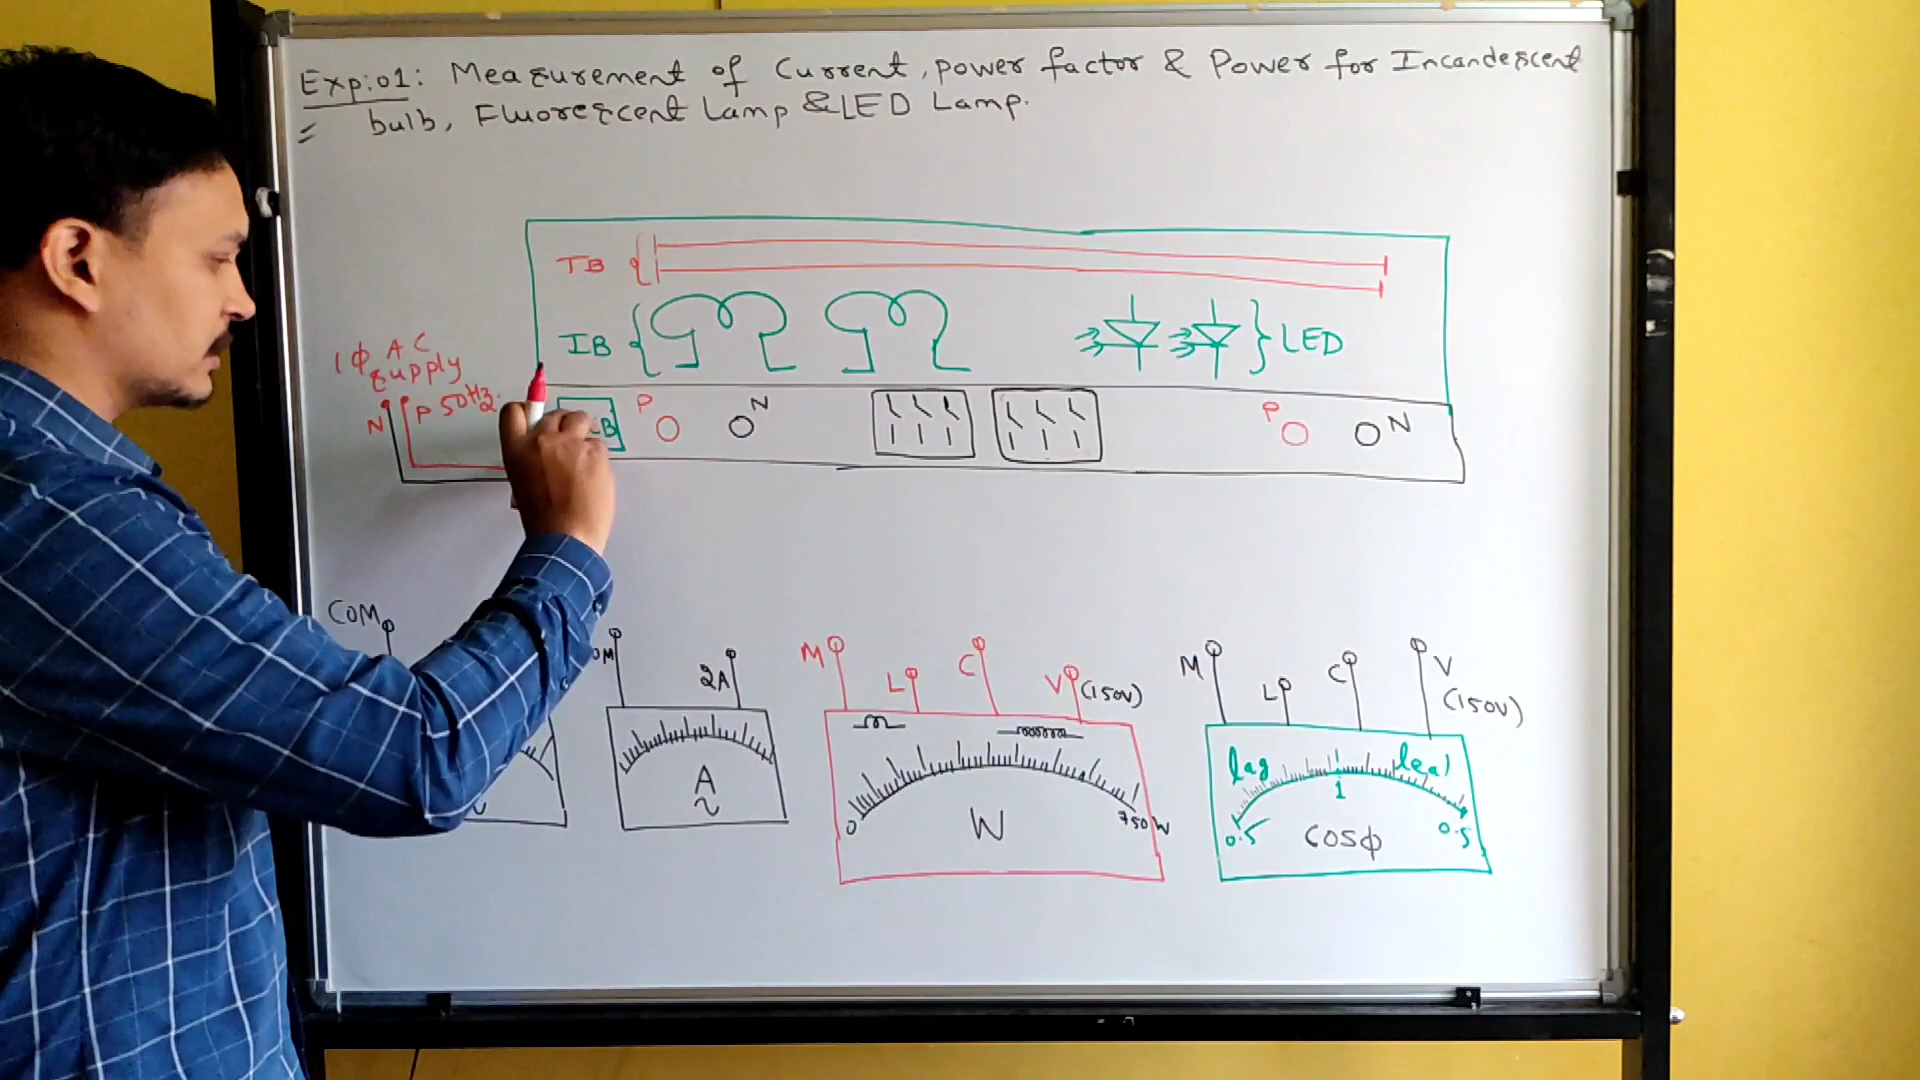 Exp:01: Measurement of Current, power factor & Power for Incandescent
bulb, Fluorescent Lamp & LED Lamp.
TB
IB
LED
1ϕ AC
supply
50Hz.
N
P
P
N
P
N
COM
2A
M
L
C
V
(150V)
M
L
C
V
(150V)
A
~
0
750W
W
lag
lead
1
0.5
0.5
cosϕ